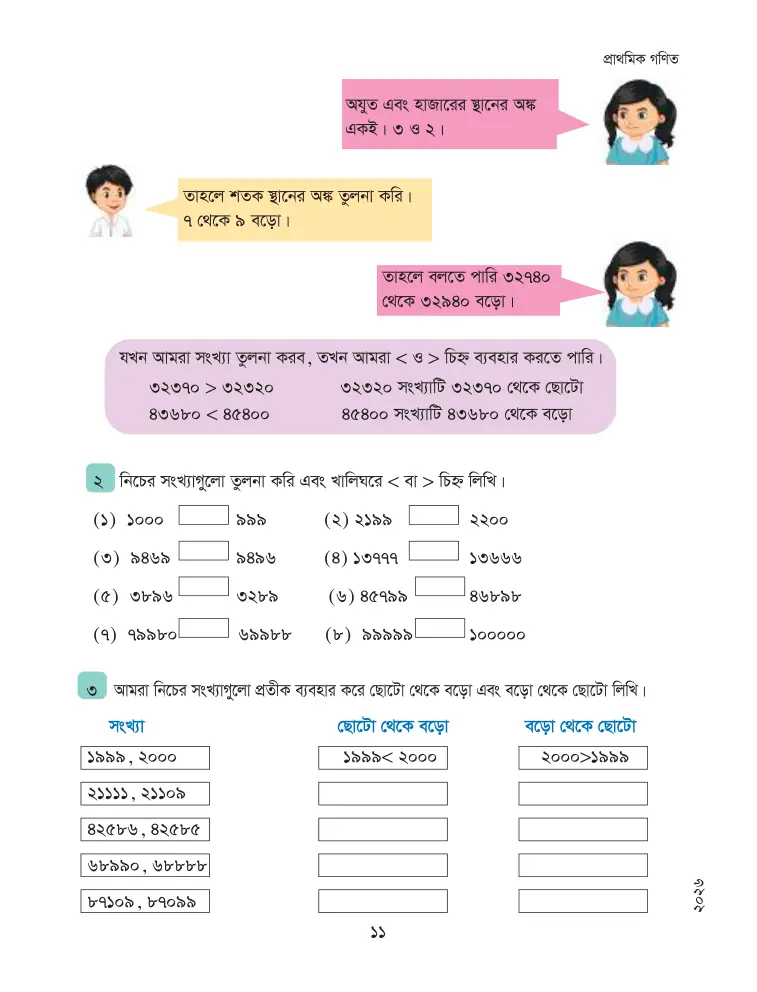 প্রাথমিক গণিত
অযুত এবং হাজারের স্থানের অঙ্ক
একই। ৩ ও ২।
তাহলে শতক স্থানের অঙ্ক তুলনা করি।
৭ থেকে ৯ বড়ো।
তাহলে বলতে পারি ৩২৭৪০
থেকে ৩২৯৪০ বড়ো।
যখন আমরা সংখ্যা তুলনা করব, তখন আমরা < ও > চিহ্ন ব্যবহার করতে পারি।
৩২৩৭০ > ৩২৩২০ ৩২৩২০ সংখ্যাটি ৩২৩৭০ থেকে ছোটো
৪৩৬৮০ < ৪৫৪০০ ৪৫৪০০ সংখ্যাটি ৪৩৬৮০ থেকে বড়ো
২ নিচের সংখ্যাগুলো তুলনা করি এবং খালিঘরে < বা > চিহ্ন লিখি।
(১) ১০০০ ৯৯৯ (২) ২১৯৯ ২২০০
(৩) ৯৪৬৯ ৯৪৯৬ (৪) ১৩৭৭৭ ১৩৬৬৬
(৫) ৩৮৯৬ ৩২৮৯ (৬) ৪৫৭৯৯ ৪৬৮৯৮
(৭) ৭৯৯৮০ ৬৯৯৮৮ (৮) ৯৯৯৯৯ ১০০০০০
৩ আমরা নিচের সংখ্যাগুলো প্রতীক ব্যবহার করে ছোটো থেকে বড়ো এবং বড়ো থেকে ছোটো লিখি।
সংখ্যা ছোটো থেকে বড়ো বড়ো থেকে ছোটো
১৯৯৯, ২০০০ ১৯৯৯< ২০০০ ২০০০>১৯৯৯
২১১১১, ২১১০৯
৪২৫৮৬, ৪২৫৮৫
৬৮৯৯০, ৬৮৮৮৮
৮৭১০৯, ৮৭০৯৯
২০২৬
১১